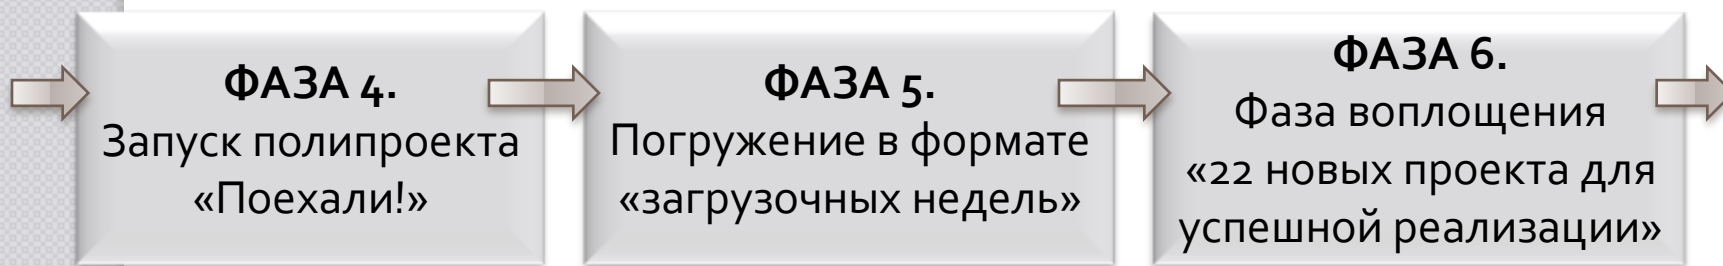 ФАЗА 4.
Запуск полипроекта
«Поехали!»
ФАЗА 5.
Погружение в формате
«загрузочных недель»
ФАЗА 6.
Фаза воплощения
«22 новых проекта для
успешной реализации»